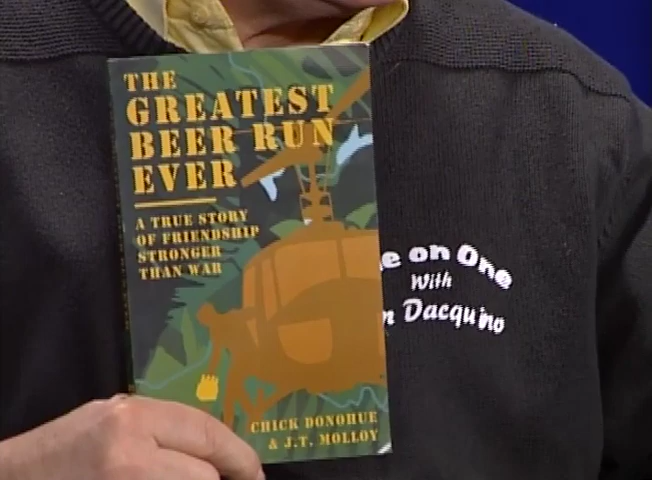 THE
GREATEST
BEER RUN
EVER
A TRUE STORY
OF FRIENDSHIP
STRONGER
THAN WAR
CHICK DONOHUE
& J.T. MOLLOY
e on One
With
n Dacquino